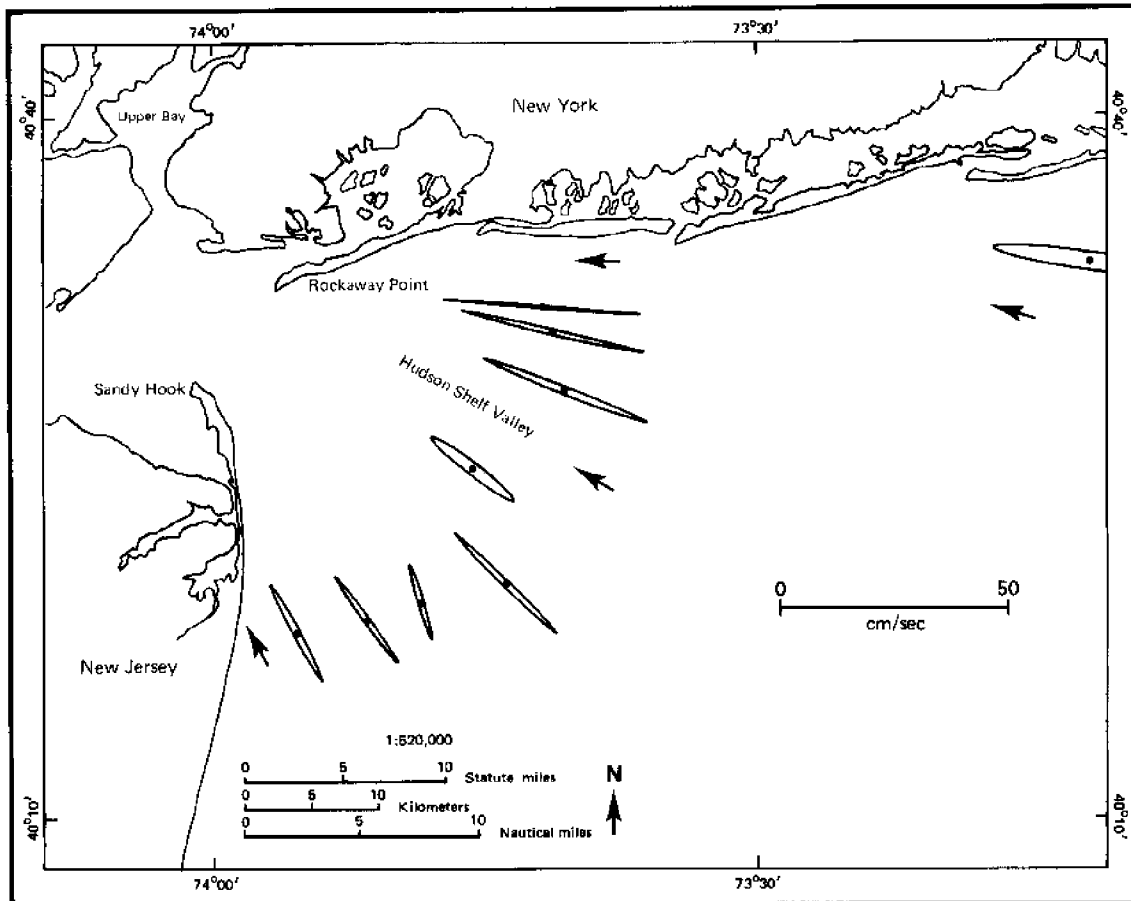 74°00'
73°30'
40°40'
40°40'
Upper Bay
New York
Rockaway Point
Sandy Hook
Hudson Shelf Valley
0 50
cm/sec
New Jersey
1:520,000
0 5 10 Statute miles
0 5 10 Kilometers
0 5 10 Nautical miles
N
40°10'
40°10'
74°00'
73°30'